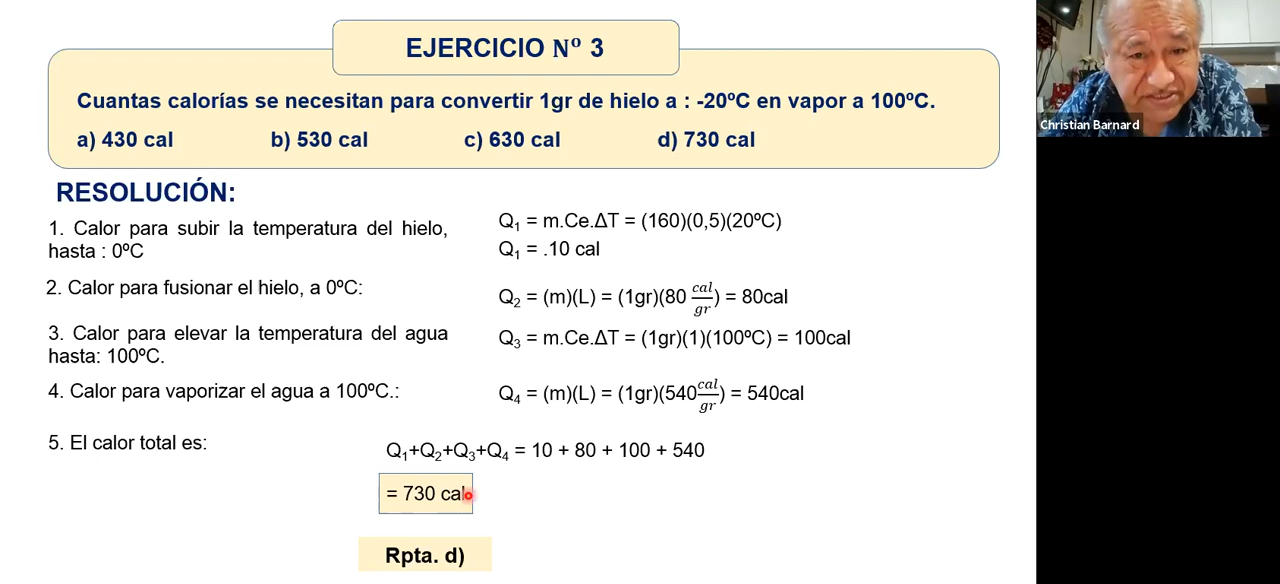 EJERCICIO Nº 3
Cuantas calorías se necesitan para convertir 1gr de hielo a : -20ºC en vapor a 100ºC.
a) 430 cal b) 530 cal c) 630 cal d) 730 cal
RESOLUCIÓN:
1. Calor para subir la temperatura del hielo,
hasta : 0ºC
Q₁ = m.Ce.ΔT = (160)(0,5)(20ºC)
Q₁ = .10 cal
2. Calor para fusionar el hielo, a 0ºC:
Q₂ = (m)(L) = (1gr)(80 cal/gr) = 80cal
3. Calor para elevar la temperatura del agua
hasta: 100ºC.
Q₃ = m.Ce.ΔT = (1gr)(1)(100ºC) = 100cal
4. Calor para vaporizar el agua a 100ºC.:
Q₄ = (m)(L) = (1gr)(540cal/gr) = 540cal
5. El calor total es:
Q₁+Q₂+Q₃+Q₄ = 10 + 80 + 100 + 540
= 730 cal
Rpta. d)
Christian Barnard